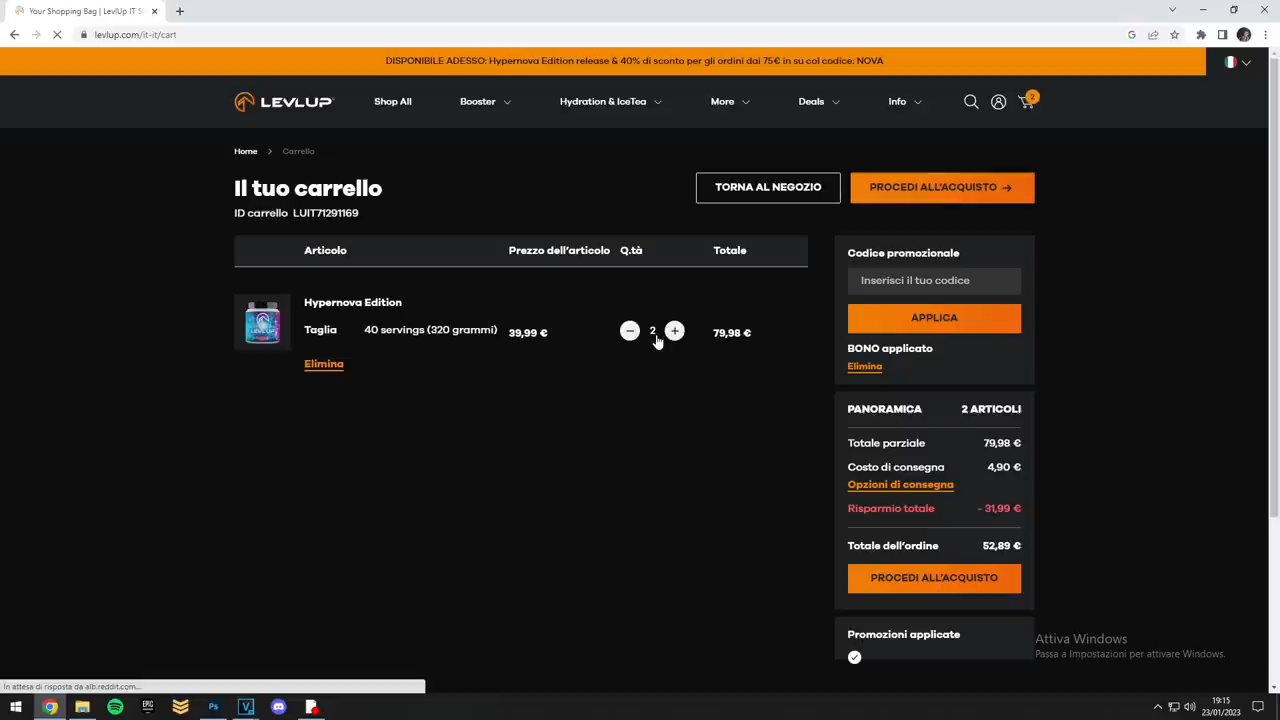 Your Shopping Bag | LevlUp IT S
levlup.com/it-it/cart
DISPONIBILE ADESSO: Hypernova Edition release & 40% di sconto per gli ordini dai 75€ in su col codice: NOVA
LEVLUP
Shop All
Booster
Hydration & IceTea
More
Deals
Info
2
Home
Carrello
Il tuo carrello
ID carrello LUIT71291169
TORNA AL NEGOZIO
PROCEDI ALL'ACQUISTO →
Articolo
Prezzo dell'articolo
Q.tà
Totale
Hypernova Edition
Taglia
40 servings (320 grammi)
39,99 €
2
79,98 €
Elimina
LEVLUP
Codice promozionale
Inserisci il tuo codice
APPLICA
BONO applicato
Elimina
PANORAMICA
2 ARTICOLI
Totale parziale
79,98 €
Costo di consegna
4,90 €
Opzioni di consegna
Risparmio totale
- 31,99 €
Totale dell'ordine
52,89 €
PROCEDI ALL'ACQUISTO
Promozioni applicate
Attiva Windows
Passa a Impostazioni per attivare Windows.
In attesa di risposta da alb.reddit.com...
EPIC
Ps
V
19:15
23/01/2023